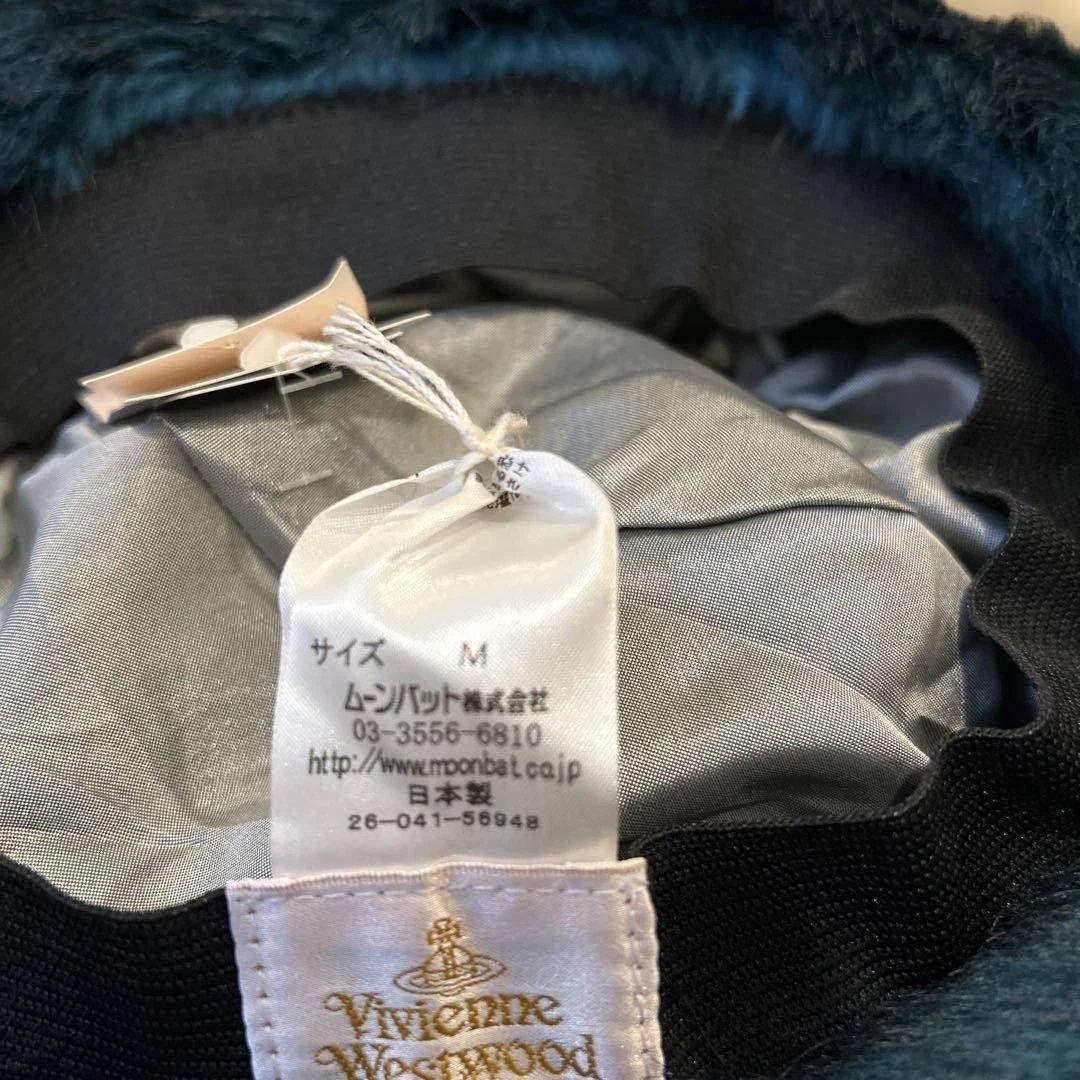 サイズ M
ムーンバット株式会社
03-3556-6810
http://www.moonbat.co.jp
日本製
26-041-56948
Vivienne
Westwood